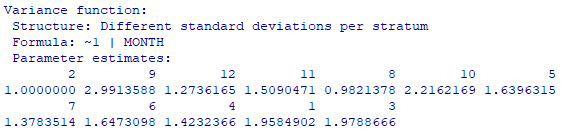 Variance function:
 Structure: Different standard deviations per stratum
 Formula: ~1 | MONTH
 Parameter estimates:
        2         9        12        11         8        10         5
1.0000000 2.9913588 1.2736165 1.5090471 0.9821378 2.2162169 1.6396315
        7         6         4         1         3
1.3783514 1.6473098 1.4232366 1.9584902 1.9788666